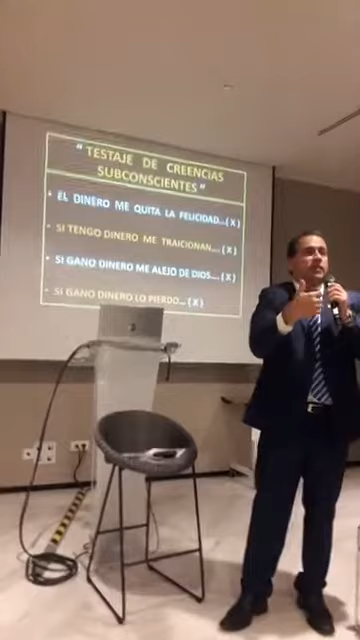 "TESTAJE DE CREENCIAS
SUBCONSCIENTES"
• EL DINERO ME QUITA LA FELICIDAD...(X)
• SI TENGO DINERO ME TRAICIONAN....(X)
• SI GANO DINERO ME ALEJO DE DIOS....(X)
• SI GANO DINERO LO PIERDO...(X)